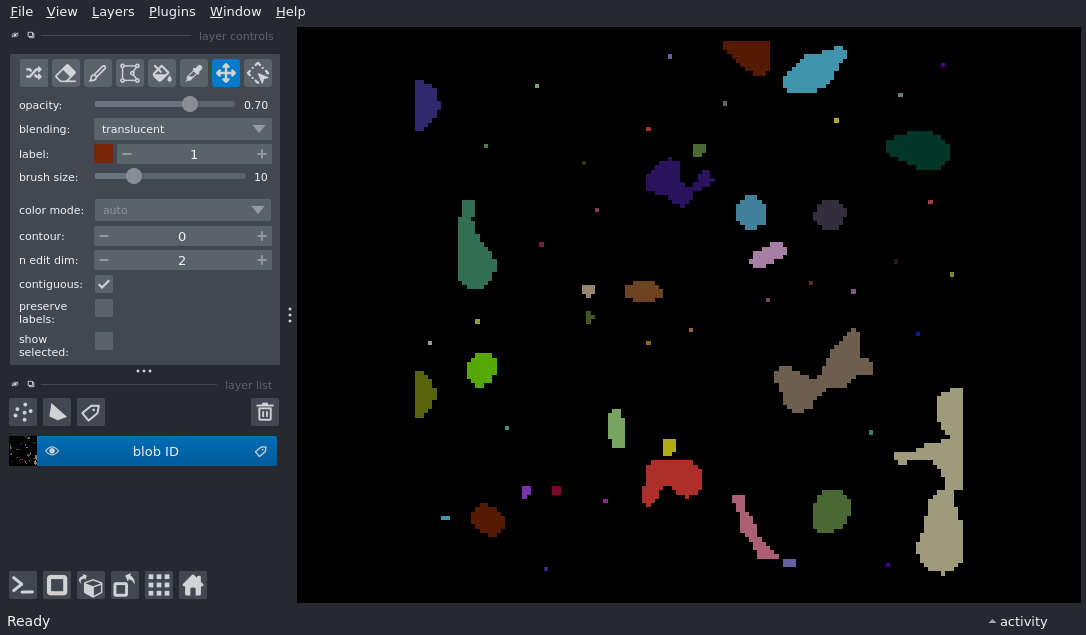 File View Layers Plugins Window Help
layer controls
opacity: 0.70
blending: translucent
label: 1
brush size: 10
color mode: auto
contour: 0
n edit dim: 2
contiguous:
preserve
labels:
show
selected:
layer list
blob ID
Ready activity